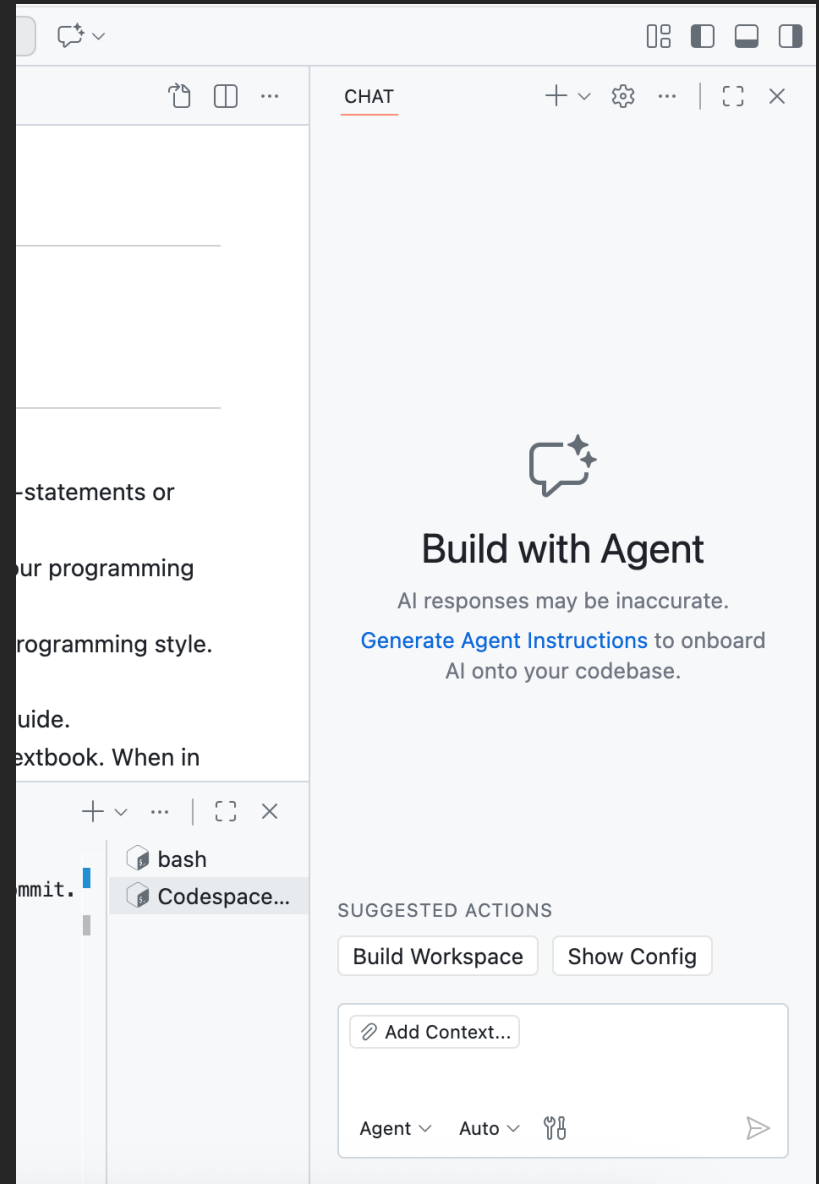 CHAT
-statements or
ur programming
rogramming style.
uide.
extbook. When in
bash
mmit.
Codespace...
Build with Agent
AI responses may be inaccurate.
Generate Agent Instructions to onboard
AI onto your codebase.
SUGGESTED ACTIONS
Build Workspace
Show Config
Add Context...
Agent
Auto